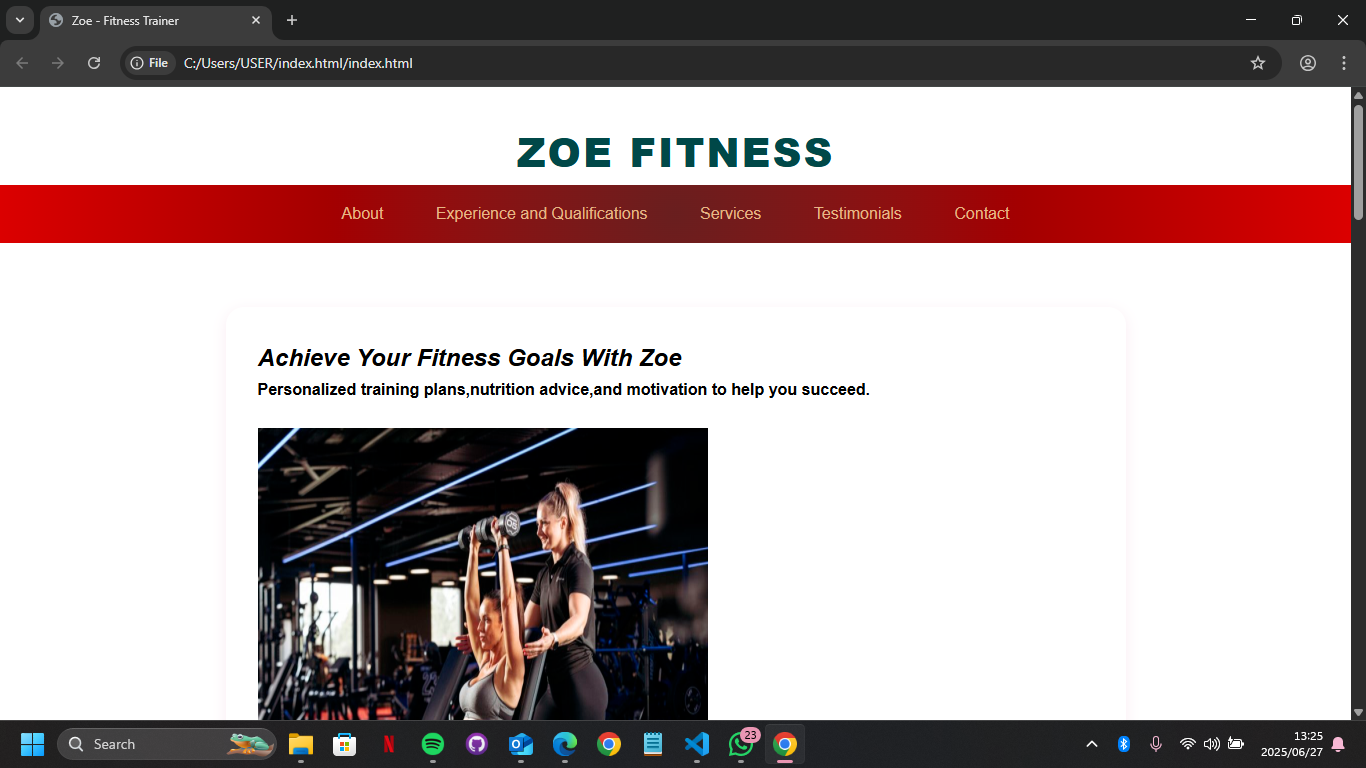 Zoe - Fitness Trainer
File C:/Users/USER/index.html/index.html
ZOE FITNESS
About Experience and Qualifications Services Testimonials Contact
Achieve Your Fitness Goals With Zoe
Personalized training plans,nutrition advice,and motivation to help you succeed.
Search
23
13:25
2025/06/27